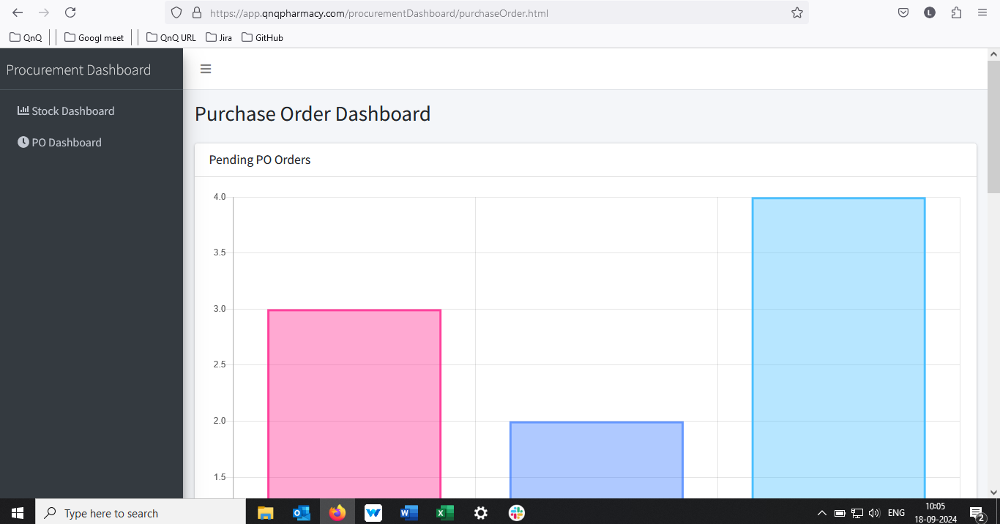 https://app.qnqpharmacy.com/procurementDashboard/purchaseOrder.html
L
QnQ
Googl meet
QnQ URL
Jira
GitHub
Procurement Dashboard
Stock Dashboard
PO Dashboard
Purchase Order Dashboard
Pending PO Orders
4.0
3.5
3.0
2.5
2.0
1.5
Type here to search
ENG
10:05
18-09-2024
2